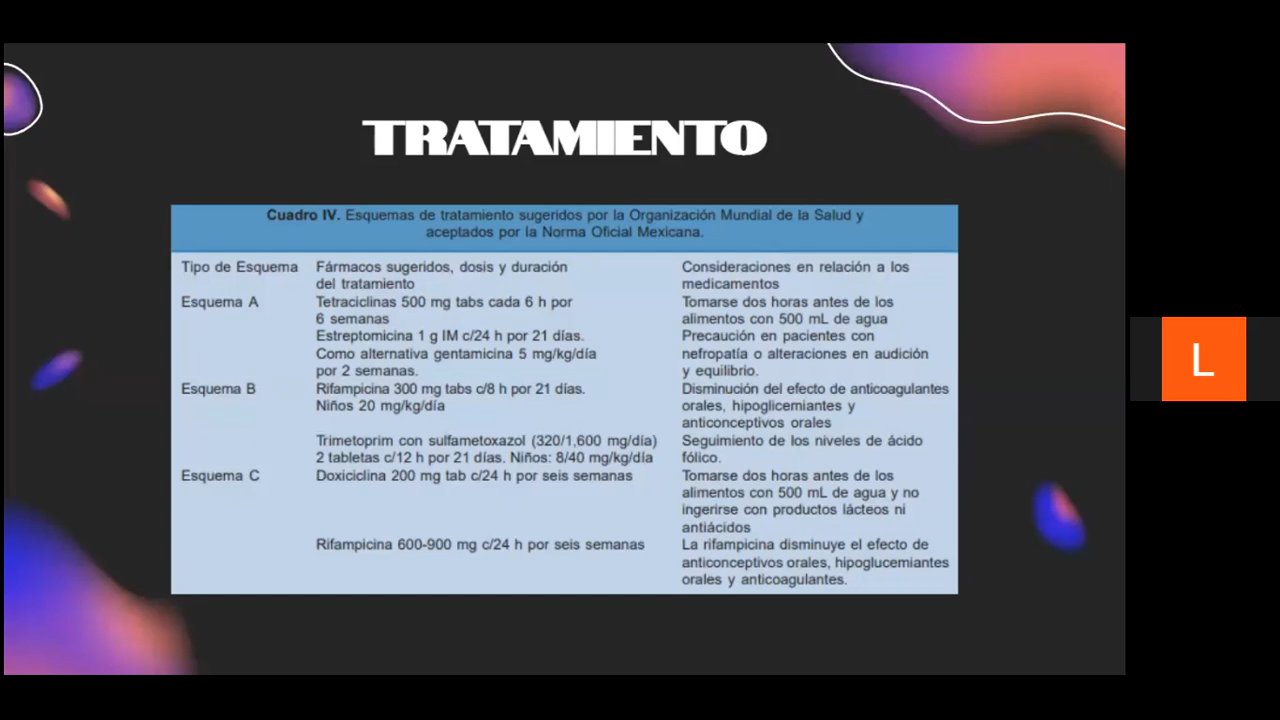 TRATAMIENTO
Cuadro IV. Esquemas de tratamiento sugeridos por la Organización Mundial de la Salud y
aceptados por la Norma Oficial Mexicana.
Tipo de Esquema
Fármacos sugeridos, dosis y duración
del tratamiento
Consideraciones en relación a los
medicamentos
Esquema A
Tetraciclinas 500 mg tabs cada 6 h por
6 semanas
Tomarse dos horas antes de los
alimentos con 500 mL de agua
Estreptomicina 1 g IM c/24 h por 21 días.
Como alternativa gentamicina 5 mg/kg/día
por 2 semanas.
Precaución en pacientes con
nefropatía o alteraciones en audición
y equilibrio.
Esquema B
Rifampicina 300 mg tabs c/8 h por 21 días.
Niños 20 mg/kg/día
Disminución del efecto de anticoagulantes
orales, hipoglicemiantes y
anticonceptivos orales
Trimetoprim con sulfametoxazol (320/1,600 mg/día)
2 tabletas c/12 h por 21 días. Niños: 8/40 mg/kg/día
Seguimiento de los niveles de ácido
fólico.
Esquema C
Doxiciclina 200 mg tab c/24 h por seis semanas
Tomarse dos horas antes de los
alimentos con 500 mL de agua y no
ingerirse con productos lácteos ni
antiácidos
Rifampicina 600-900 mg c/24 h por seis semanas
La rifampicina disminuye el efecto de
anticonceptivos orales, hipoglucemiantes
orales y anticoagulantes.
L